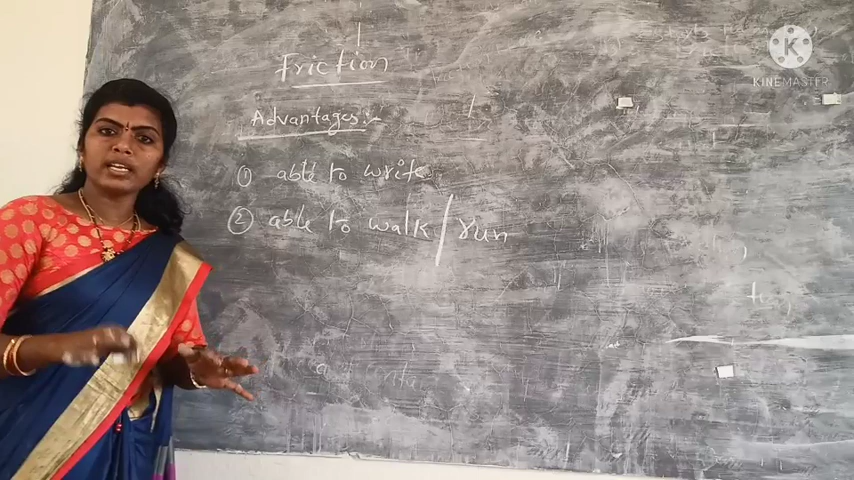 Friction
Advantages:-
① able to write
② able to walk/run
KINEMASTER